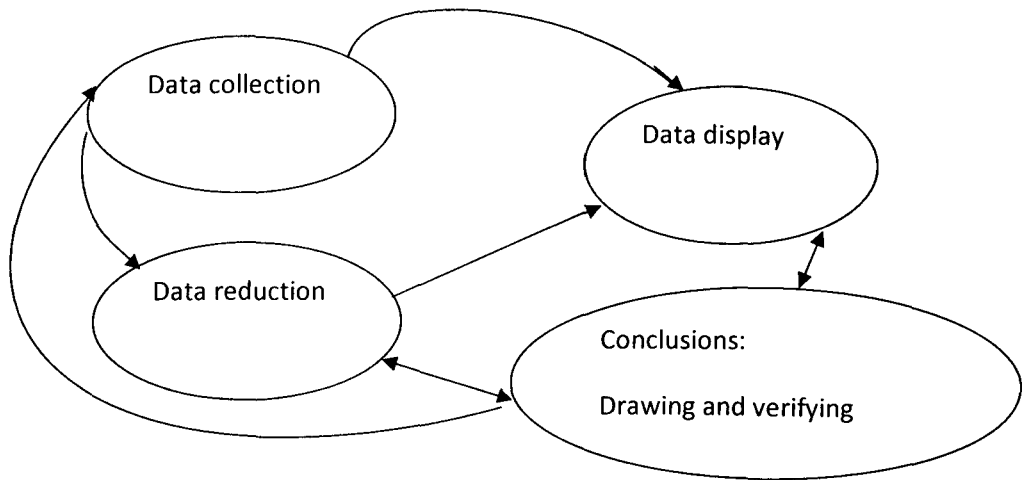 Data collection
Data display
Data reduction
Conclusions:
Drawing and verifying